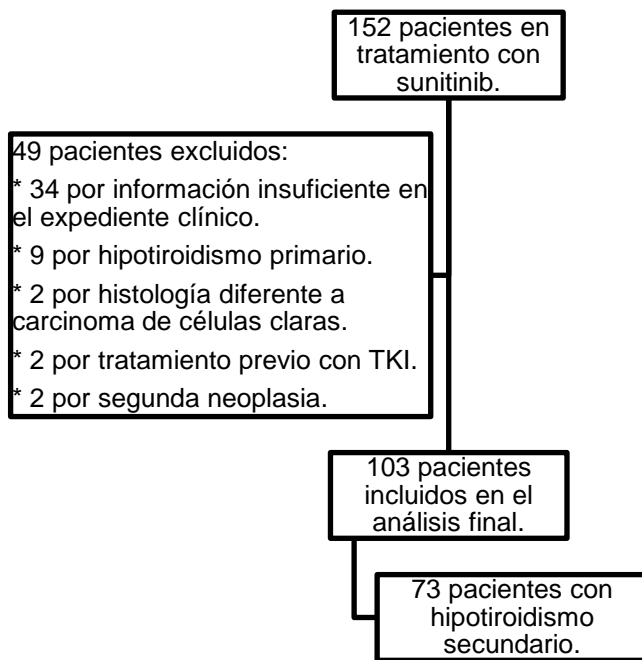 152 pacientes en
tratamiento con
sunitinib.
49 pacientes excluidos:
* 34 por información insuficiente en
el expediente clínico.
* 9 por hipotiroidismo primario.
* 2 por histología diferente a
carcinoma de células claras.
* 2 por tratamiento previo con TKI.
* 2 por segunda neoplasia.
103 pacientes
incluidos en el
análisis final.
73 pacientes con
hipotiroidismo
secundario.